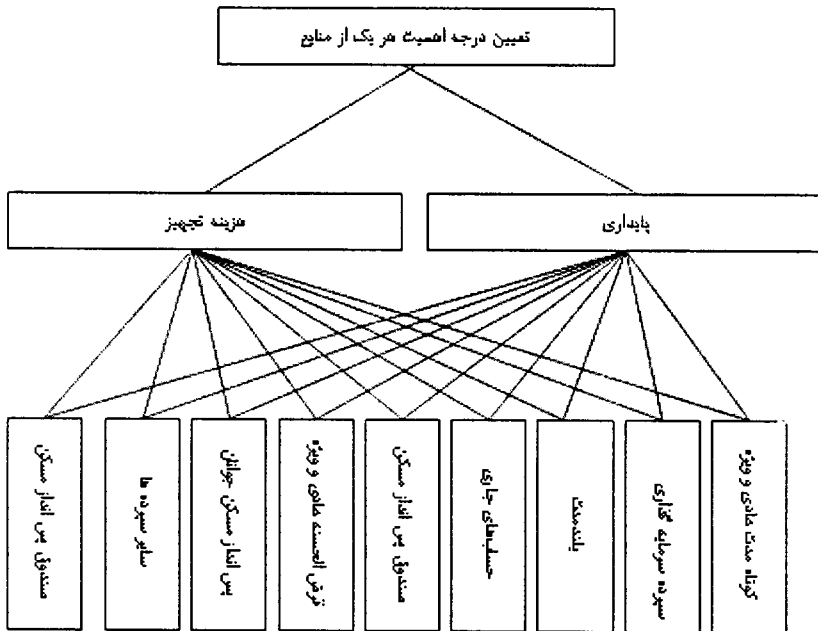 تعیین درجه اهمیت هر یک از منابع
پایداری
هزینه تجهیز
کوتاه مدت عادی و ویژه
سپرده سرمایه گذاری
بلندمدت
حساب‌های جاری
صندوق پس انداز مسکن
قرض الحسنه عادی و ویژه
پس انداز مسکن جوانان
سایر سپرده ها
صندوق پس انداز مسکن